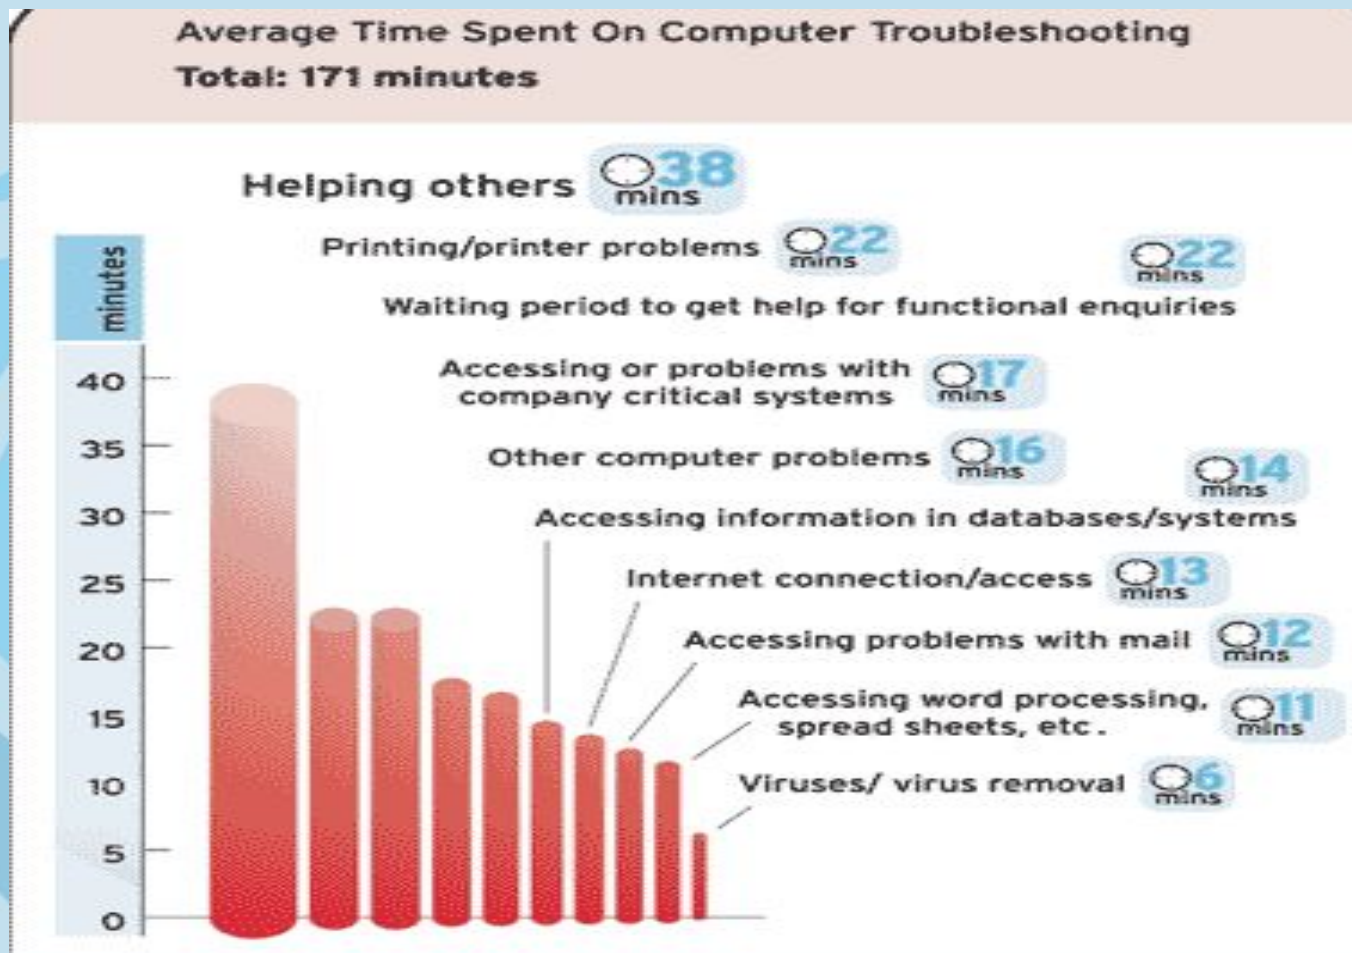 Average Time Spent On Computer Troubleshooting
Total: 171 minutes
Helping others 38 mins
Printing/printer problems 22 mins
22 mins
Waiting period to get help for functional enquiries
Accessing or problems with
company critical systems 17 mins
Other computer problems 16 mins
14 mins
Accessing information in databases/systems
Internet connection/access 13 mins
Accessing problems with mail 12 mins
Accessing word processing,
spread sheets, etc. 11 mins
Viruses/ virus removal 6 mins
minutes
40
35
30
25
20
15
10
5
0